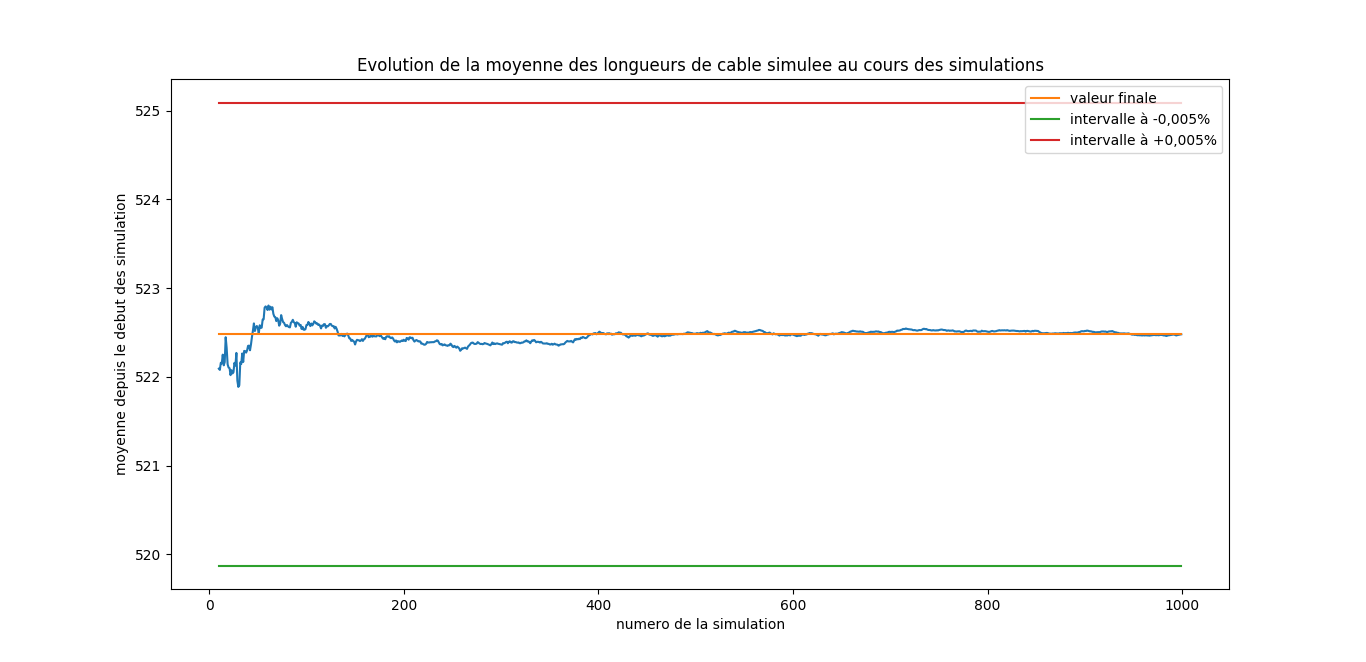 Evolution de la moyenne des longueurs de cable simulee au cours des simulations
valeur finale
intervalle à -0,005%
intervalle à +0,005%
moyenne depuis le debut des simulation
525
524
523
522
521
520
0 200 400 600 800 1000
numero de la simulation